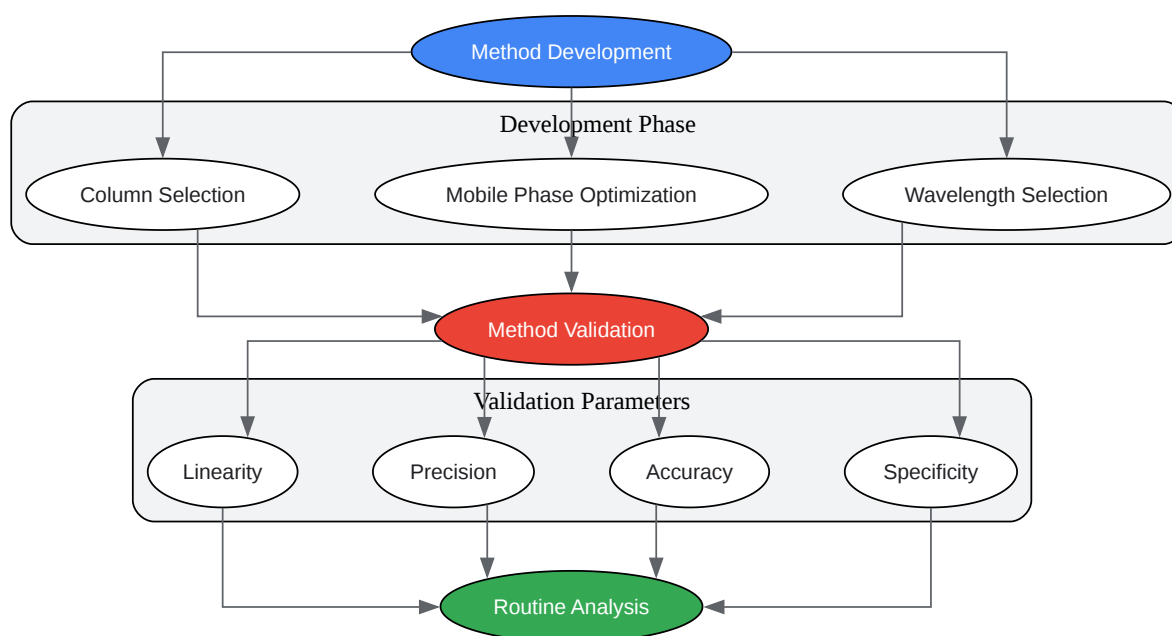 Method Development
Development Phase
Column Selection
Mobile Phase Optimization
Wavelength Selection
Method Validation
Validation Parameters
Linearity
Precision
Accuracy
Specificity
Routine Analysis